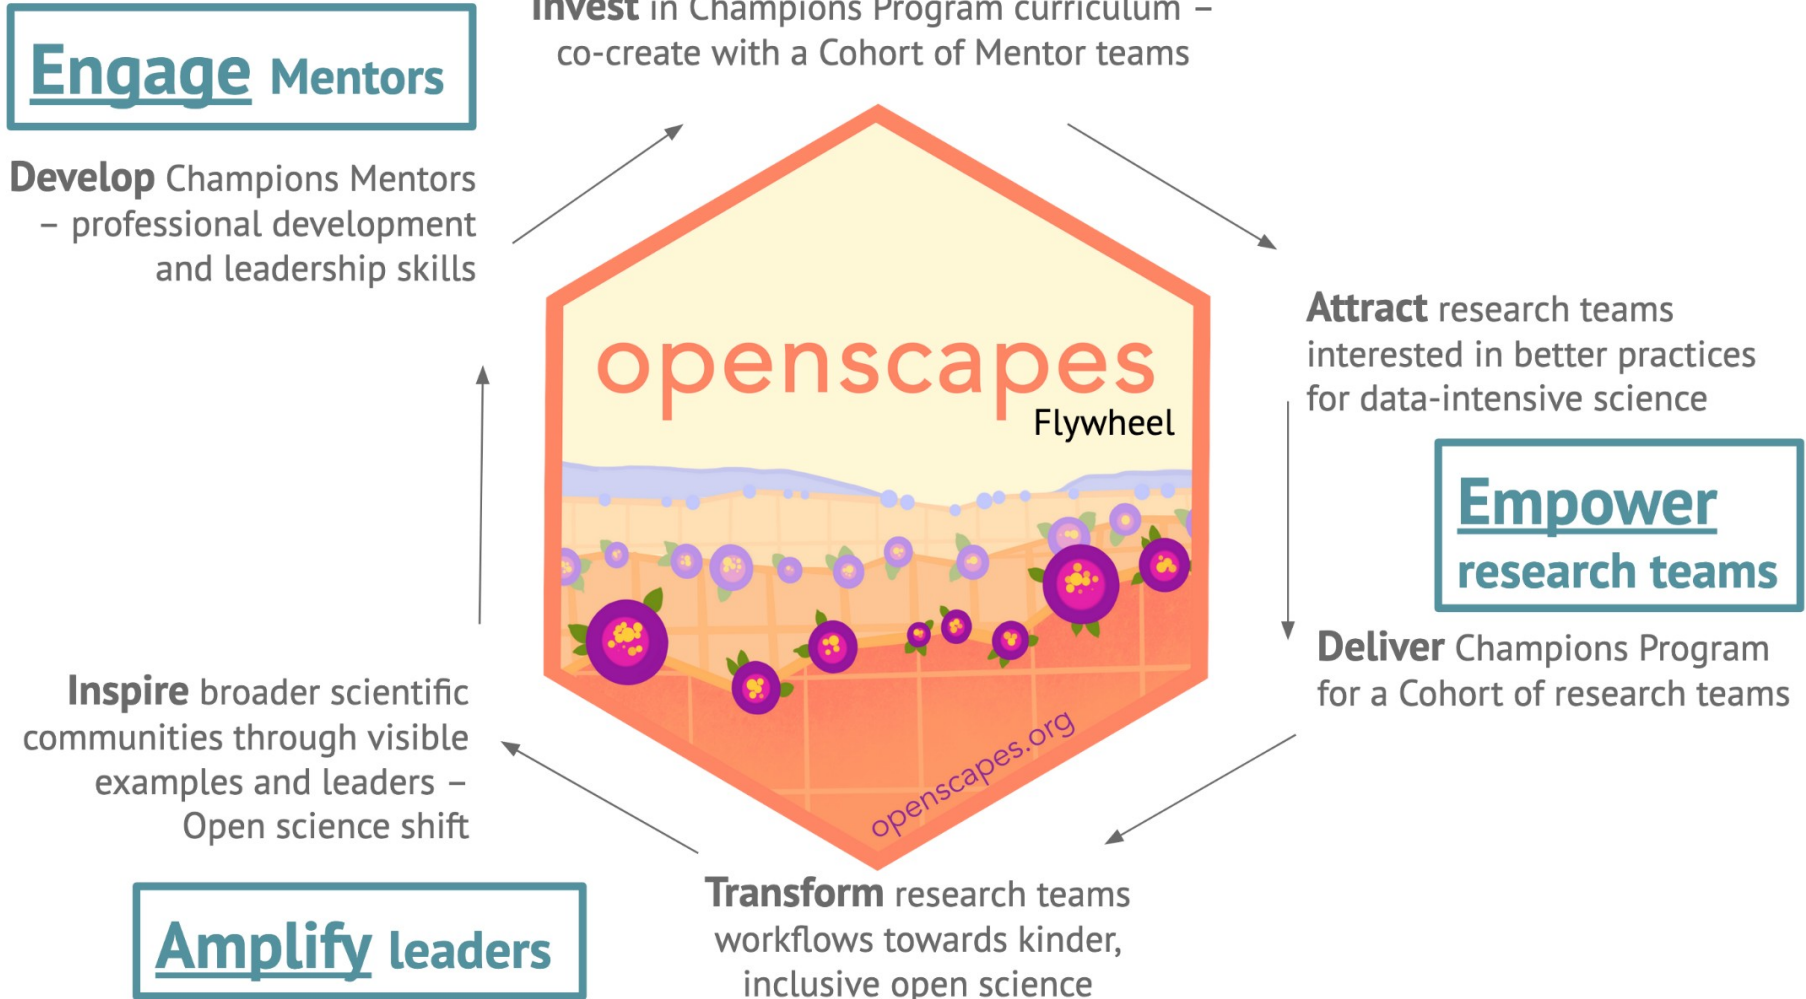 Invest in Champions Program curriculum –
co-create with a Cohort of Mentor teams
Engage Mentors
Develop Champions Mentors
– professional development
and leadership skills
openscapes
Flywheel
Attract research teams
interested in better practices
for data-intensive science
Empower
research teams
Deliver Champions Program
for a Cohort of research teams
Inspire broader scientific
communities through visible
examples and leaders –
Open science shift
openscapes.org
Transform research teams
workflows towards kinder,
inclusive open science
Amplify leaders